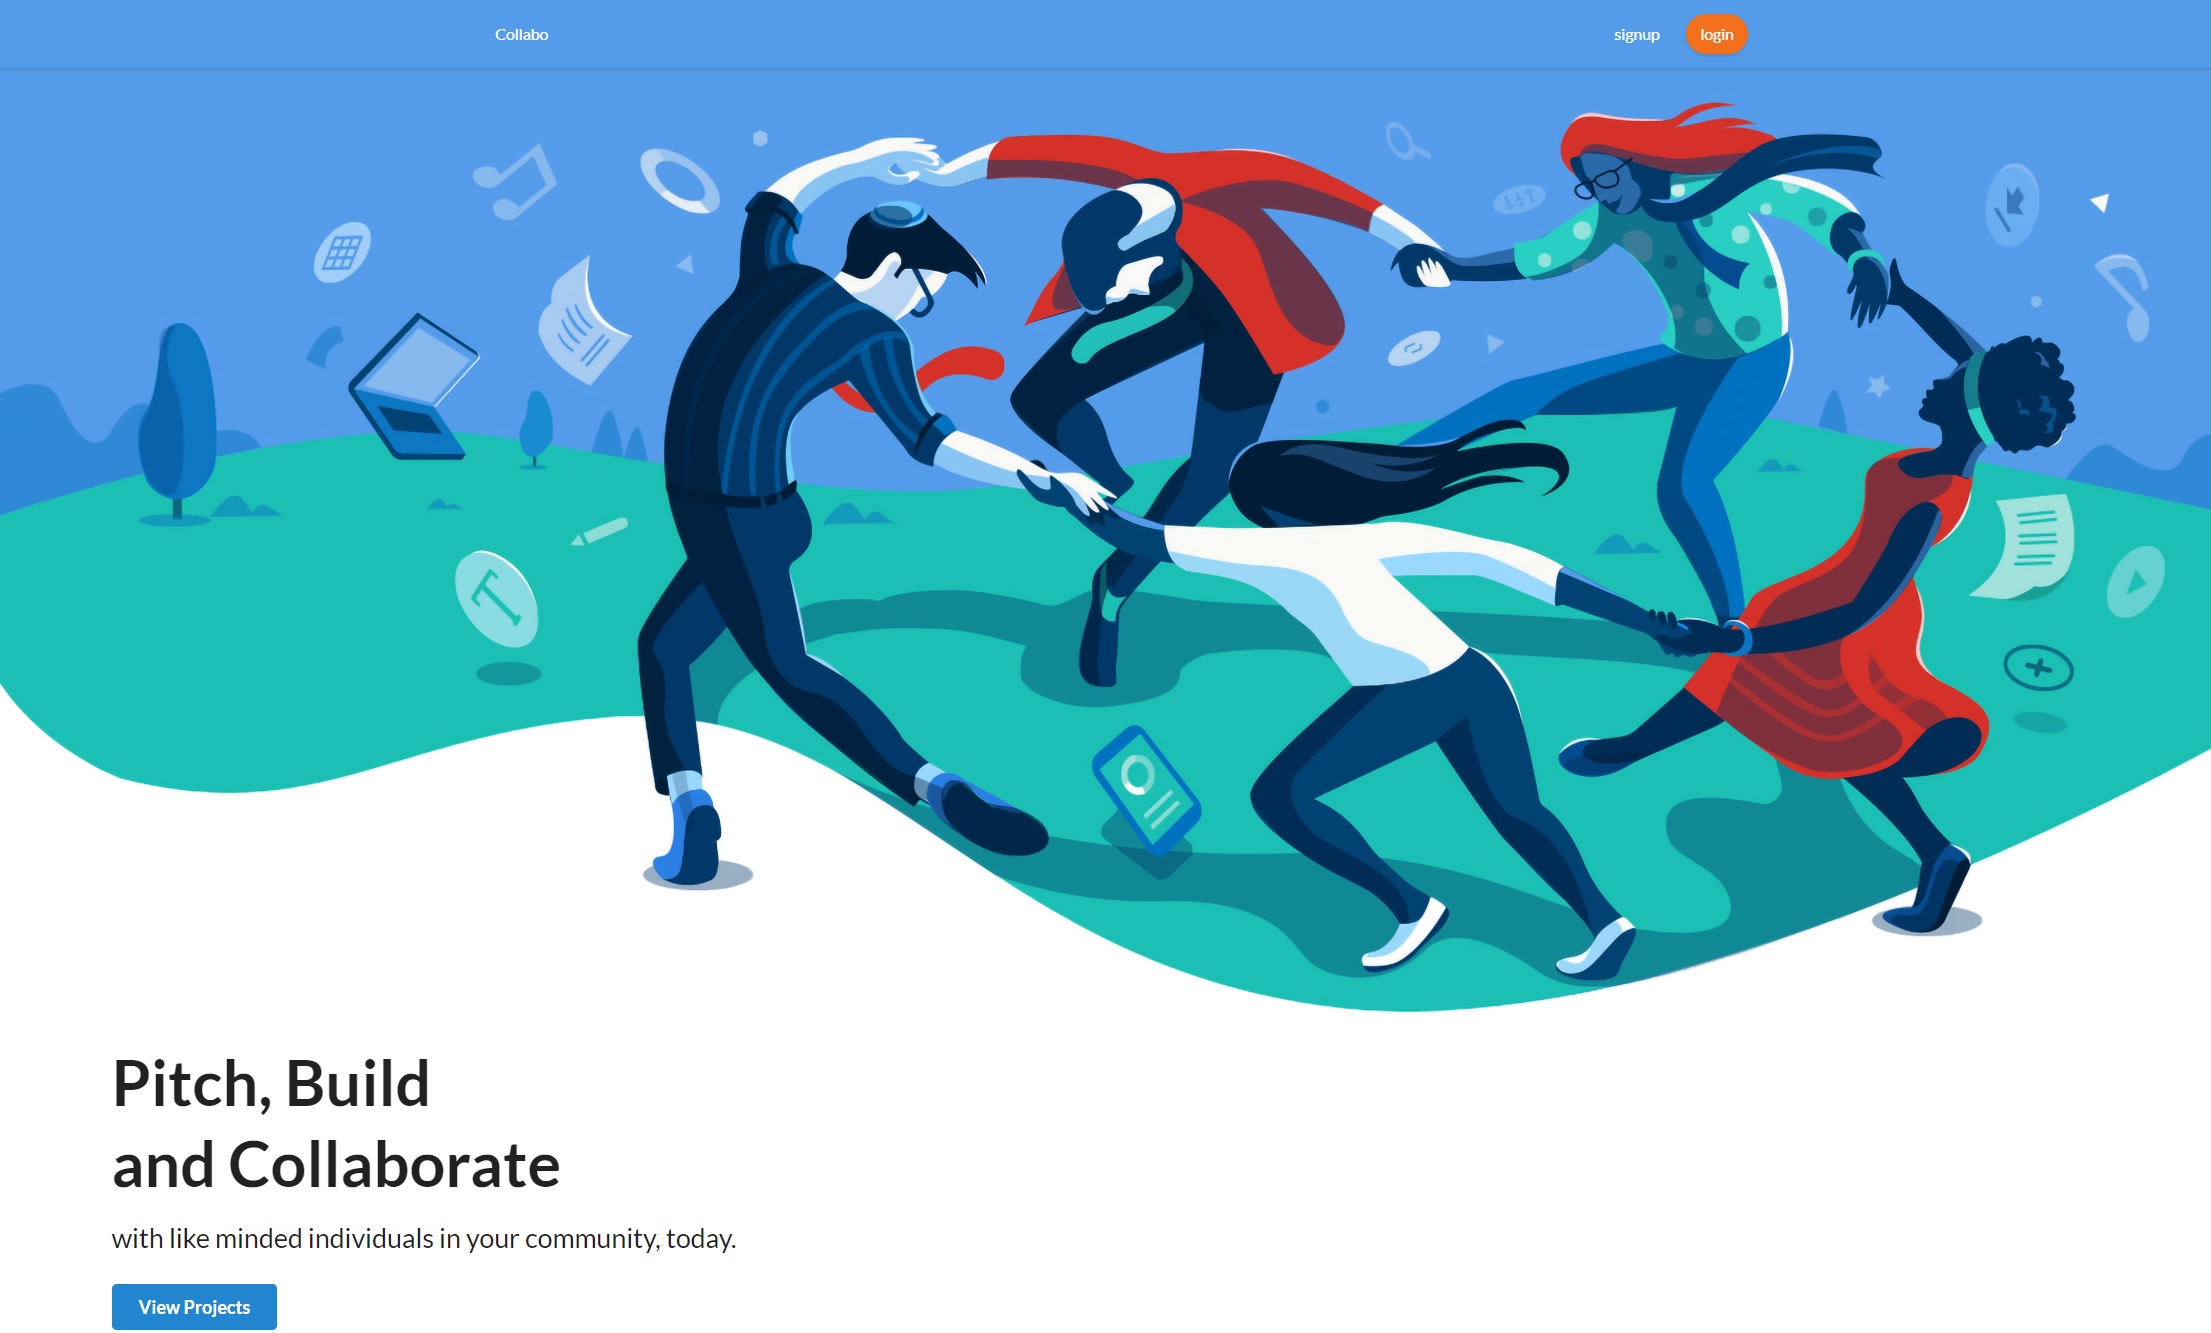 Collabo
signup
login
Pitch, Build
and Collaborate
with like minded individuals in your community, today.
View Projects